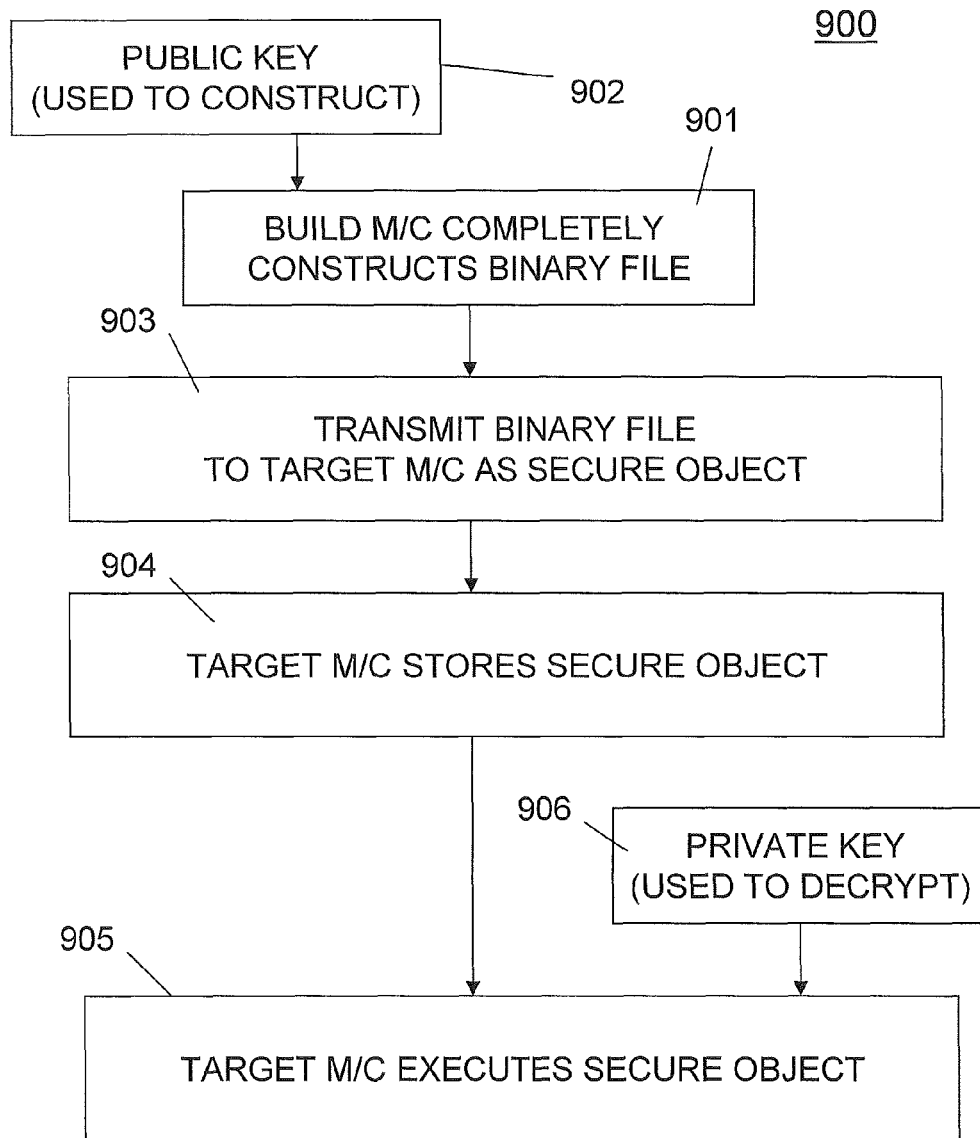 900
PUBLIC KEY
(USED TO CONSTRUCT)
902
901
BUILD M/C COMPLETELY
CONSTRUCTS BINARY FILE
903
TRANSMIT BINARY FILE
TO TARGET M/C AS SECURE OBJECT
904
TARGET M/C STORES SECURE OBJECT
906
PRIVATE KEY
(USED TO DECRYPT)
905
TARGET M/C EXECUTES SECURE OBJECT